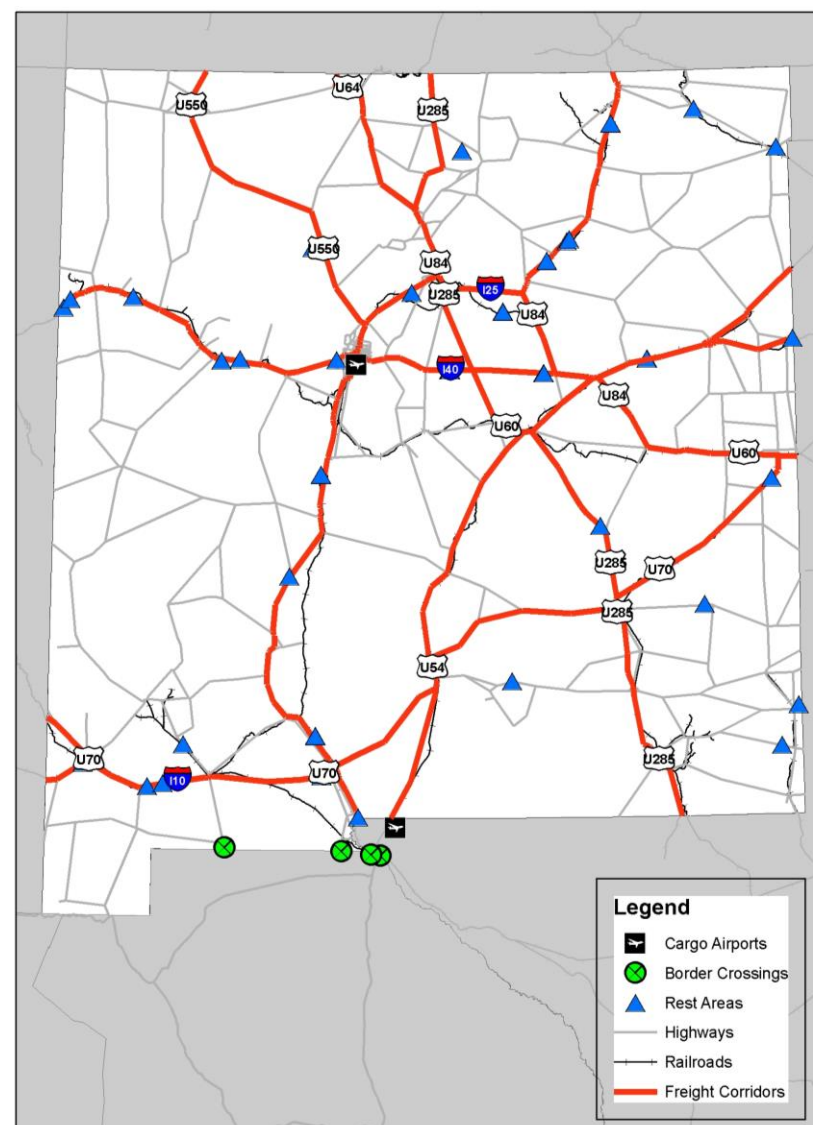 U64
U550
U285
U550
U84
I25
U285
U84
I40
U84
U60
U60
U285
U70
U285
U54
U285
U70
U70
I10
Legend
Cargo Airports
Border Crossings
Rest Areas
Highways
Railroads
Freight Corridors